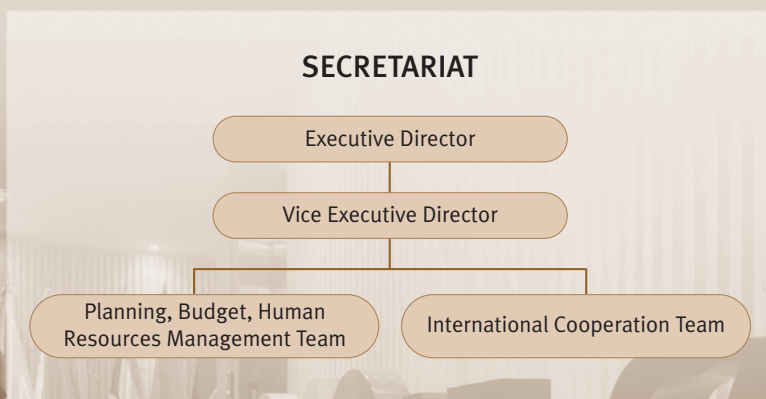 SECRETARIAT
Executive Director
Vice Executive Director
Planning, Budget, Human
Resources Management Team
International Cooperation Team